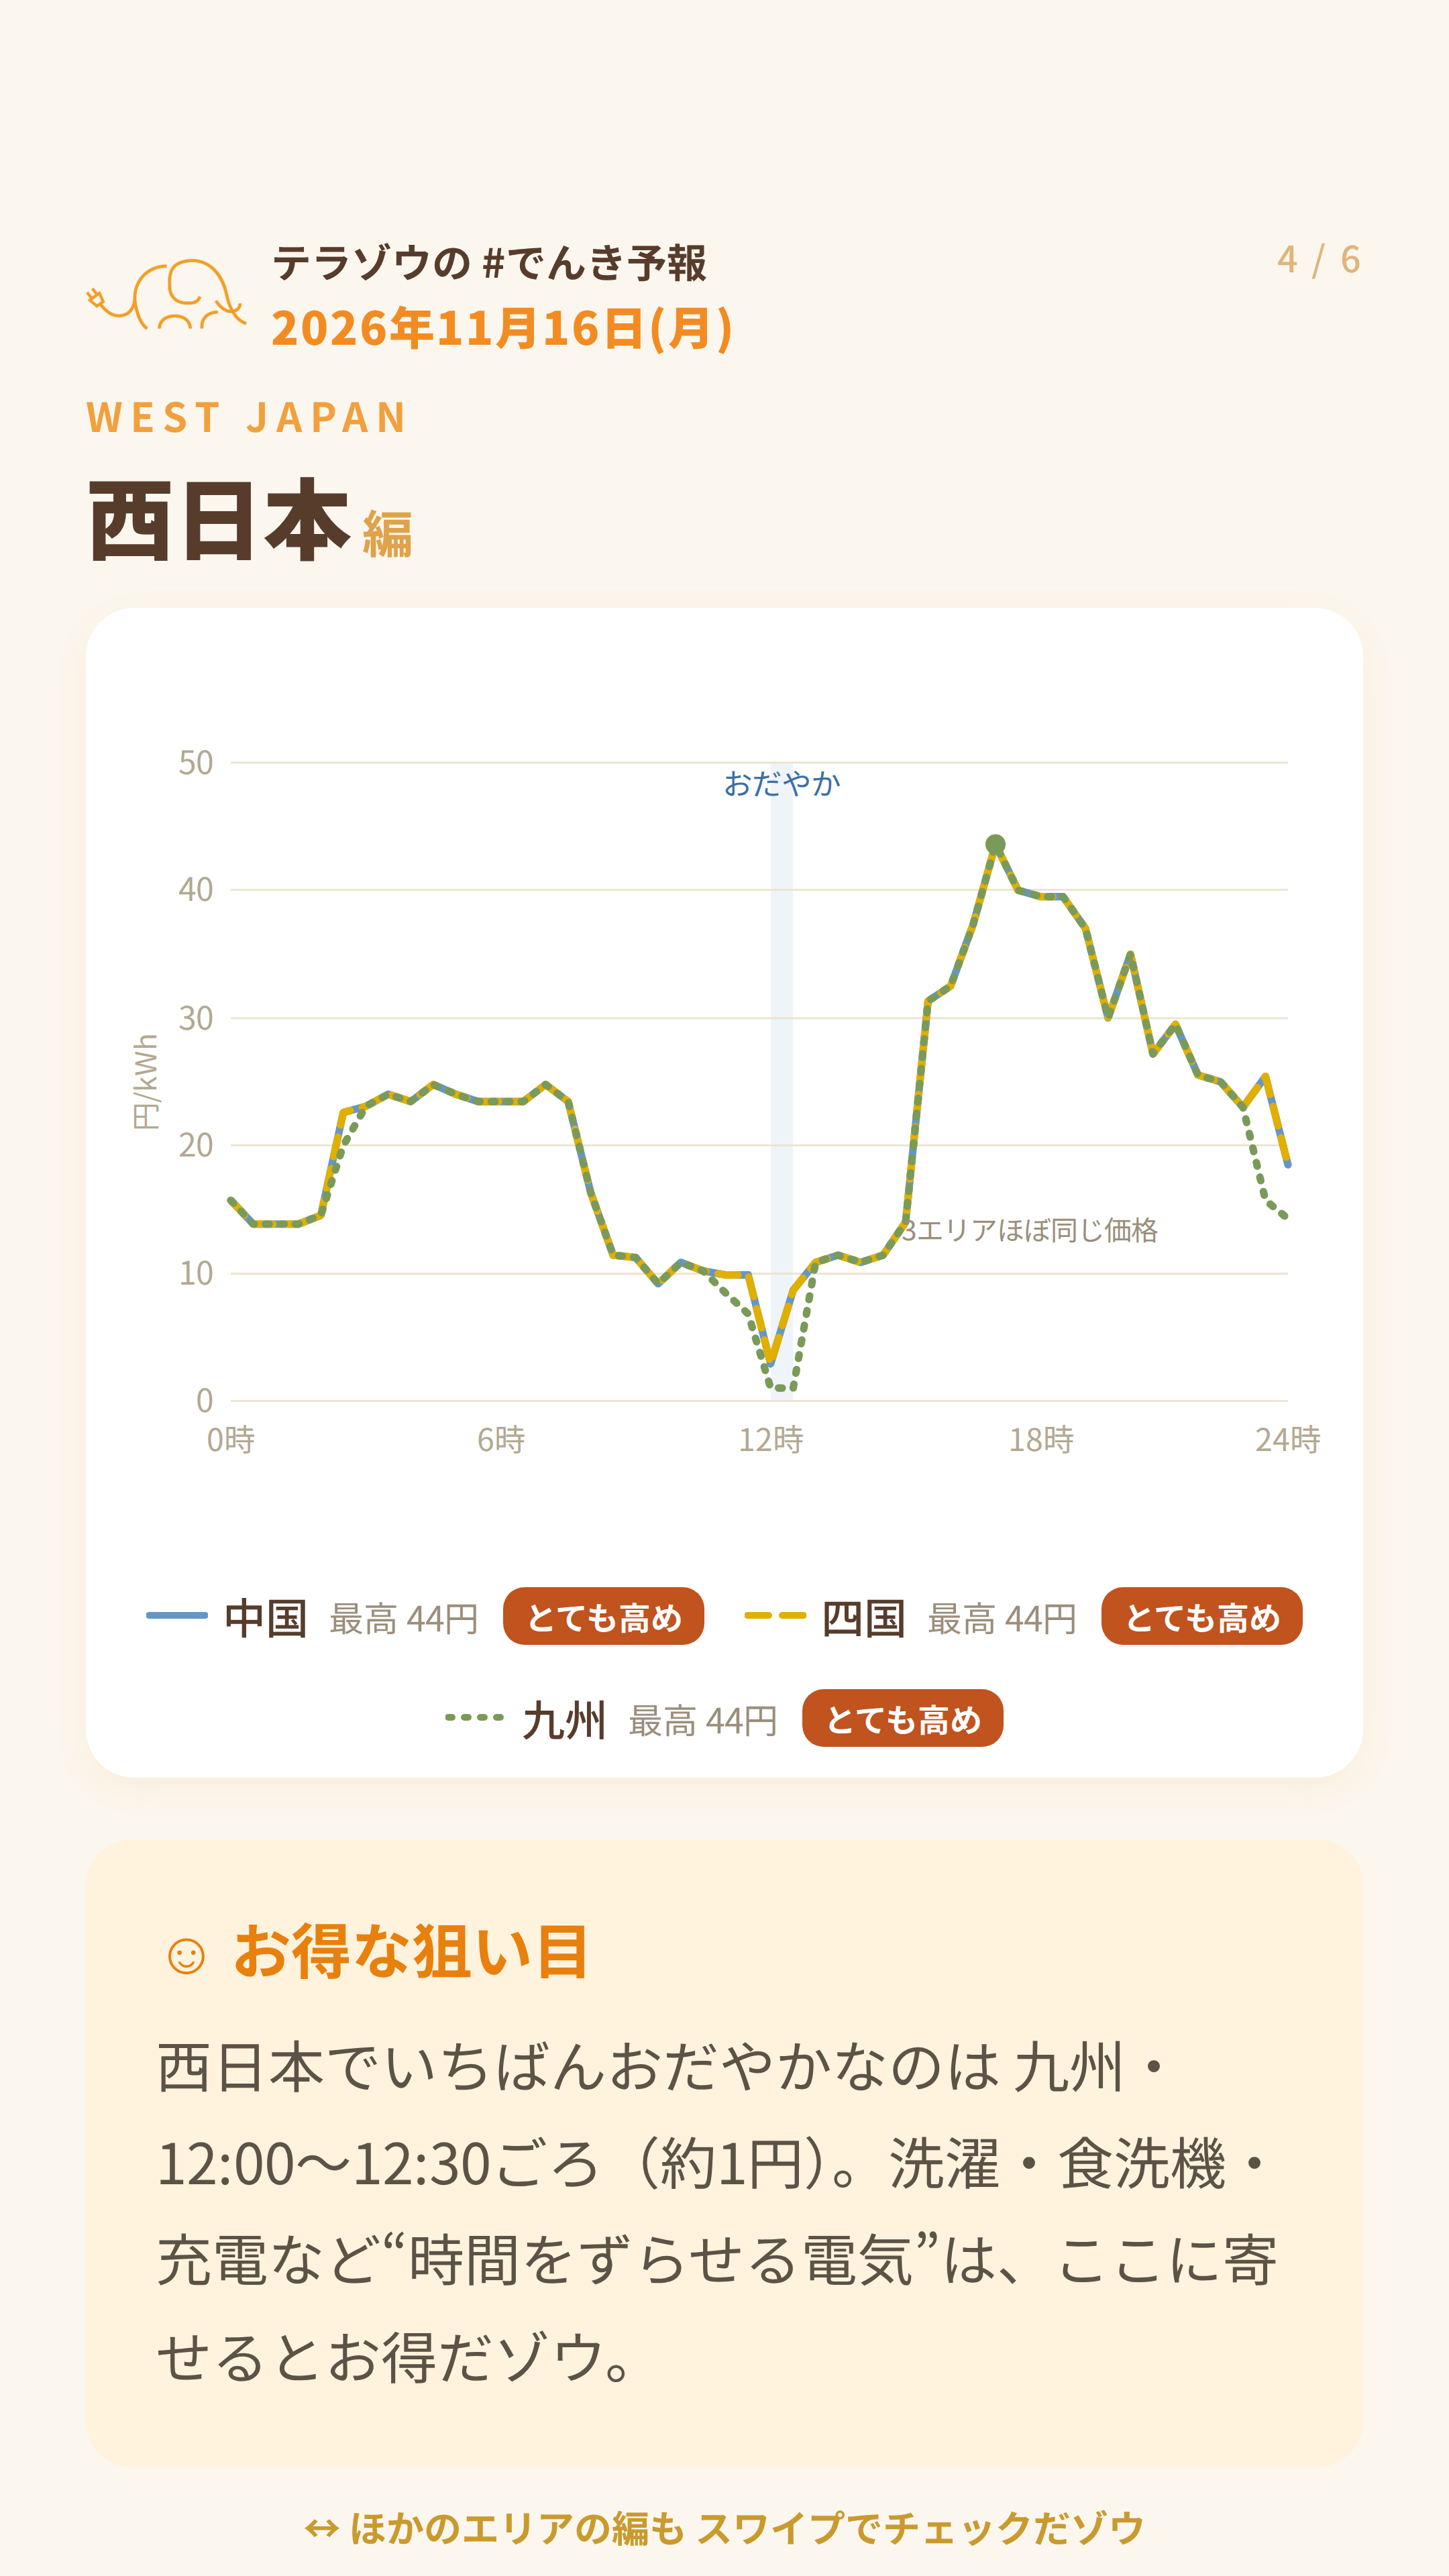 テラゾウの #でんき予報
2026年11月16日(月)
4 / 6
WEST JAPAN
西日本 編
おだやか
50
40
30
20
10
0
円/kWh
3エリアほぼ同じ価格
0時 6時 12時 18時 24時
中国 最高 44円 とても高め
四国 最高 44円 とても高め
九州 最高 44円 とても高め
☺ お得な狙い目
西日本でいちばんおだやかなのは 九州・
12:00〜12:30ごろ（約1円）。洗濯・食洗機・
充電など“時間をずらせる電気”は、ここに寄
せるとお得だゾウ。
↔ ほかのエリアの編も スワイプでチェックだゾウ